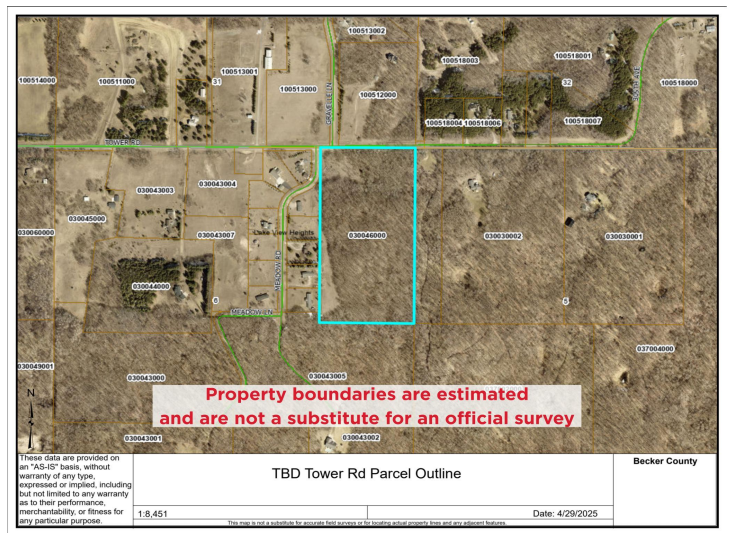 100513002
100518003
100518001
100514000
100511000
31
100513001
100513000
GRAVELLE LN
100512000
32
100518000
100518004
100518006
100518007
TOWER RD
030043003
030043004
030045000
030060000
030043007
Lake View Heights
030046000
030030002
030030001
MEADOW RD
030044000
6
5
MEADOW LN
030049001
030043000
030043005
037004000
N
Property boundaries are estimated
and are not a substitute for an official survey
030043001
030043002
These data are provided on
an "AS-IS" basis, without
warranty of any type,
expressed or implied, including
but not limited to any warranty
as to their performance,
merchantability, or fitness for
any particular purpose.
TBD Tower Rd Parcel Outline
Becker County
1:8,451
Date: 4/29/2025
This map is not a substitute for accurate field surveys or for locating actual property lines and any adjacent features.